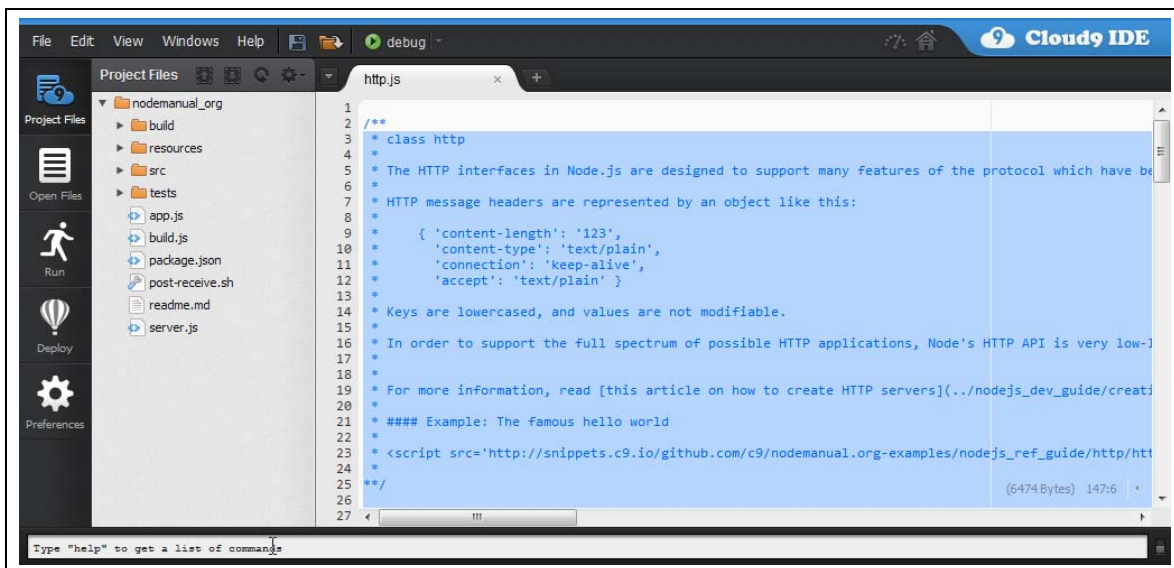 File Edit View Windows Help debug Cloud9 IDE
Project Files http.js
Project Files
Open Files
Run
Deploy
Preferences
nodemanual_org
build
resources
src
tests
app.js
build.js
package.json
post-receive.sh
readme.md
server.js
1
2 /**
3 * class http
4 *
5 * The HTTP interfaces in Node.js are designed to support many features of the protocol which have be
6 *
7 * HTTP message headers are represented by an object like this:
8 *
9 * { 'content-length': '123',
10 * 'content-type': 'text/plain',
11 * 'connection': 'keep-alive',
12 * 'accept': 'text/plain' }
13 *
14 * Keys are lowercased, and values are not modifiable.
15 *
16 * In order to support the full spectrum of possible HTTP applications, Node's HTTP API is very low-l
17 *
18 *
19 * For more information, read [this article on how to create HTTP servers](../nodejs_dev_guide/creati
20 *
21 * #### Example: The famous hello world
22 *
23 * <script src='http://snippets.c9.io/github.com/c9/nodemanual.org-examples/nodejs_ref_guide/http/htt
24 *
25 **/
26
27
(6474 Bytes) 147:6
Type "help" to get a list of commands